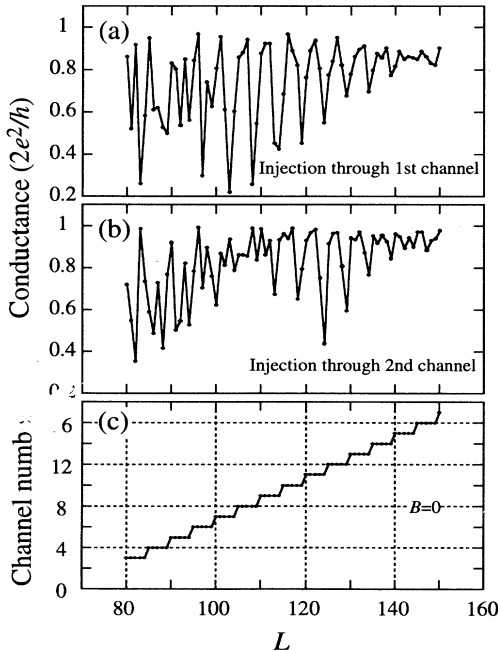 (a)
1
0.8
0.6
0.4
0.2
Injection through 1st channel
Conductance (2e²/h)
(b)
1
0.8
0.6
0.4
Injection through 2nd channel
(c)
6
12
8
4
0
B=0
Channel numb
80 100 120 140 160
L